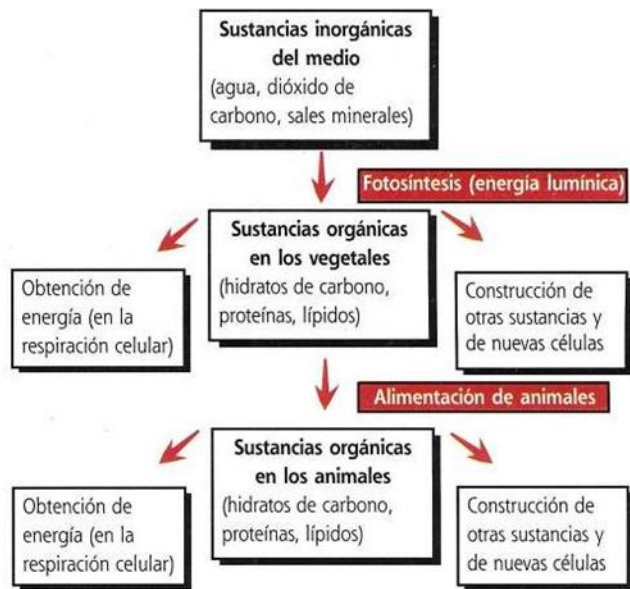 Sustancias inorgánicas
del medio
(agua, dióxido de
carbono, sales minerales)
Fotosíntesis (energía lumínica)
Sustancias orgánicas
en los vegetales
(hidratos de carbono,
proteínas, lípidos)
Obtención de
energía (en la
respiración celular)
Construcción de
otras sustancias y
de nuevas células
Alimentación de animales
Sustancias orgánicas
en los animales
(hidratos de carbono,
proteínas, lípidos)
Obtención de
energía (en la
respiración celular)
Construcción de
otras sustancias y
de nuevas células